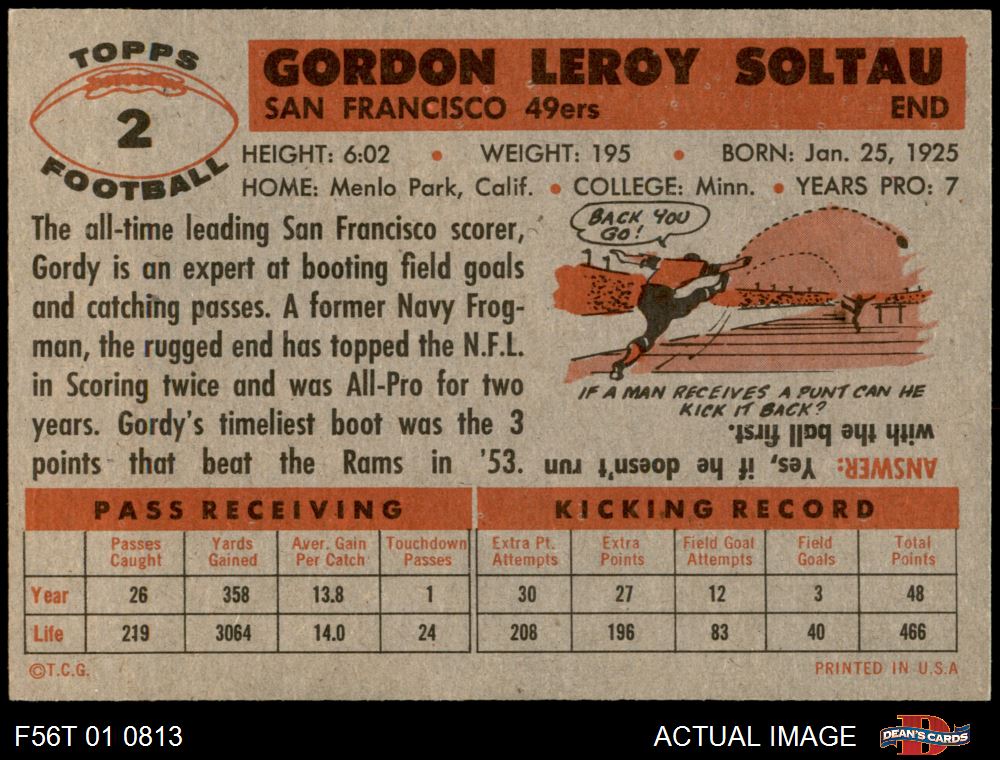 TOPPS
2
FOOTBALL
GORDON LEROY SOLTAU
SAN FRANCISCO 49ers END
HEIGHT: 6:02 • WEIGHT: 195 • BORN: Jan. 25, 1925
HOME: Menlo Park, Calif. • COLLEGE: Minn. • YEARS PRO: 7
The all-time leading San Francisco scorer,
Gordy is an expert at booting field goals
and catching passes. A former Navy Frog-
man, the rugged end has topped the N.F.L.
in Scoring twice and was All-Pro for two
years. Gordy's timeliest boot was the 3
points that beat the Rams in '53.
BACK YOU
GO!
IF A MAN RECEIVES A PUNT CAN HE
KICK IT BACK?
ANSWER: Yes, if he doesn't run
with the ball first.
PASS RECEIVING
Passes Yards Aver. Gain Touchdown
Caught Gained Per Catch Passes
Year 26 358 13.8 1
Life 219 3064 14.0 24
KICKING RECORD
Extra Pt. Extra Field Goal Field Total
Attempts Points Attempts Goals Points
30 27 12 3 48
208 196 83 40 466
©T.C.G. PRINTED IN U.S.A
F56T 01 0813 ACTUAL IMAGE DEAN'S CARDS